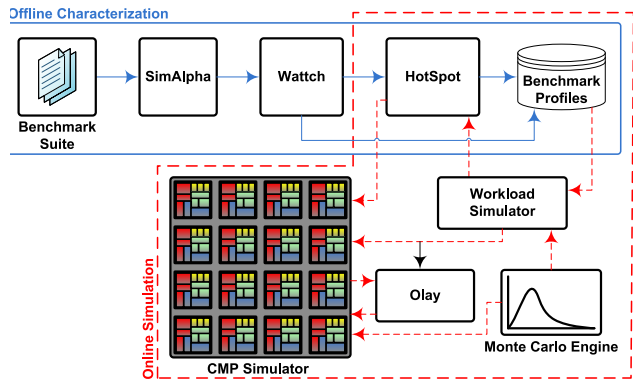 Offline Characterization
SimAlpha
Wattch
HotSpot
Benchmark
Profiles
Benchmark
Suite
Workload
Simulator
Online Simulation
Olay
Monte Carlo Engine
CMP Simulator